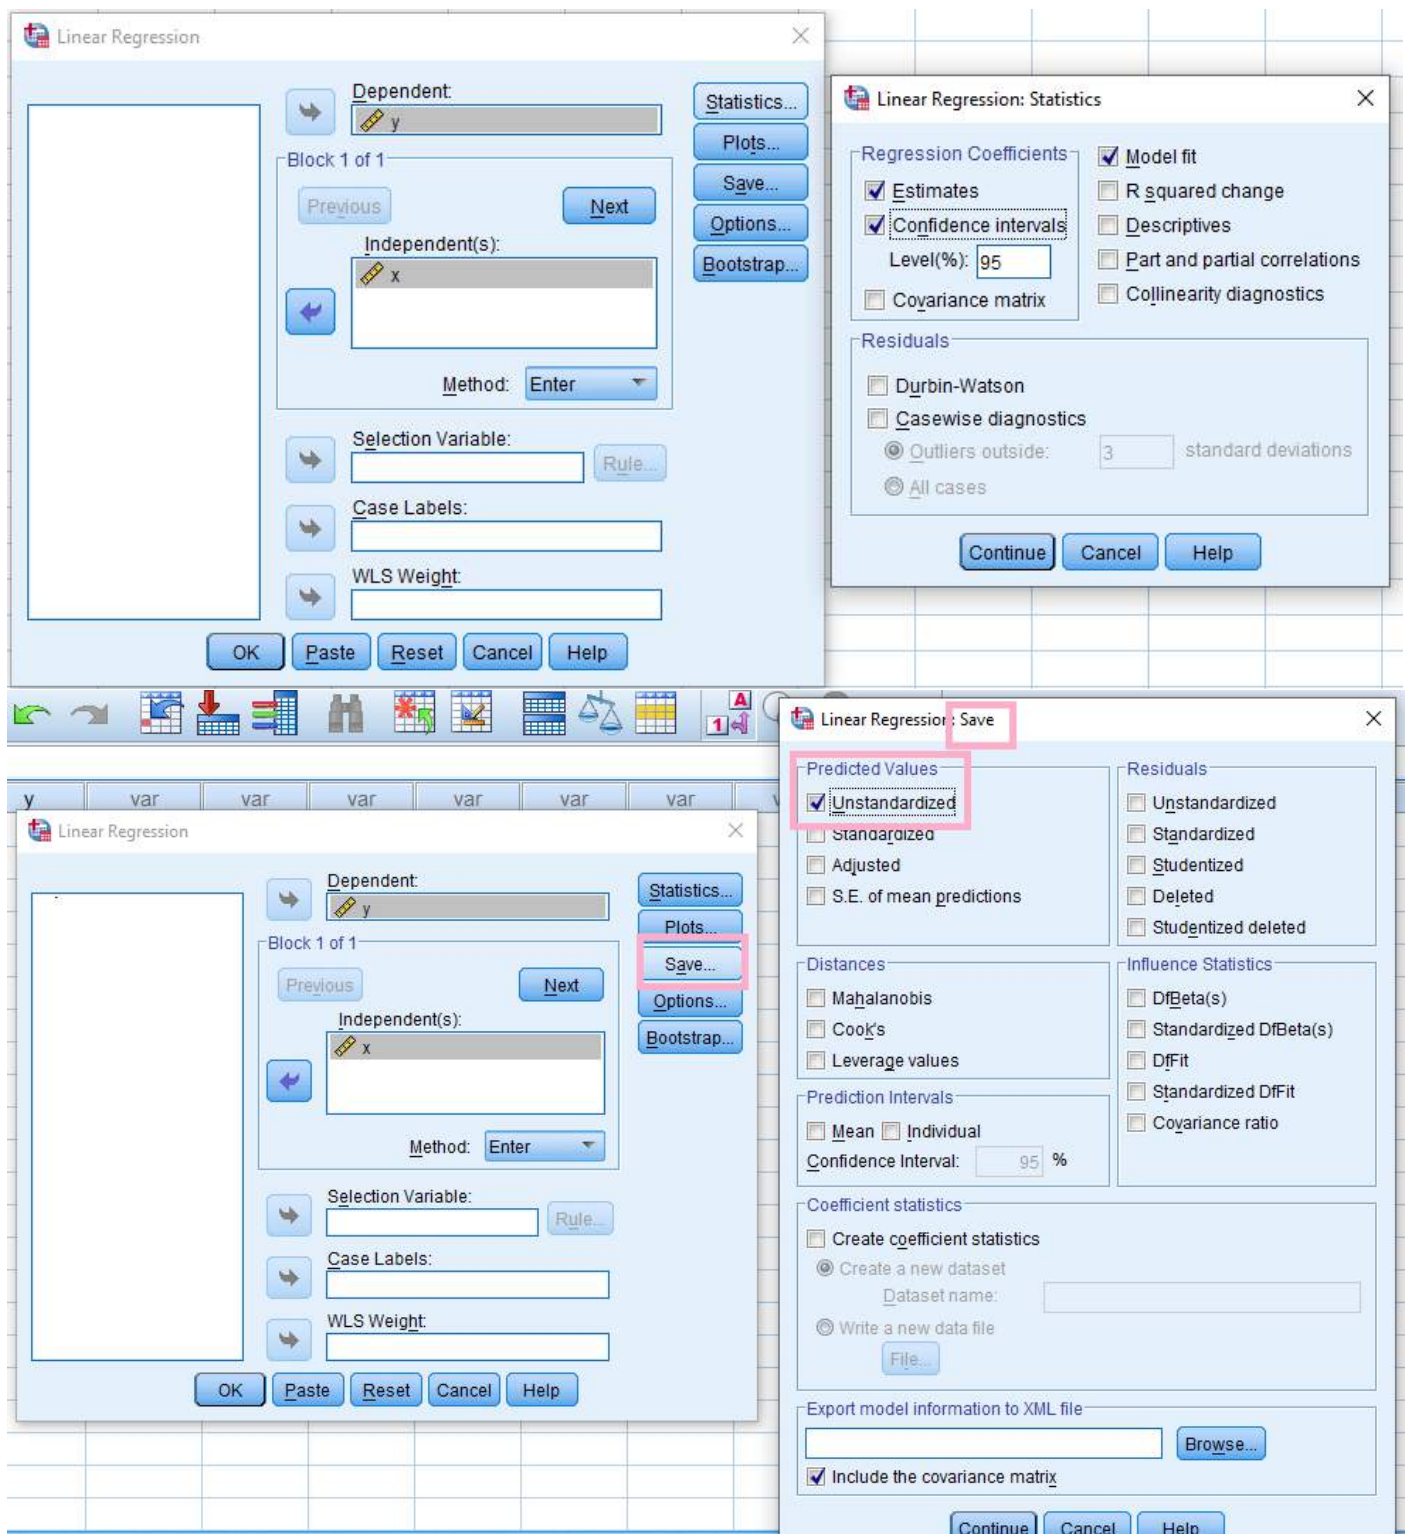 Linear Regression
Dependent:
y
Block 1 of 1
Previous
Next
Independent(s):
x
Method: Enter
Selection Variable:
Rule...
Case Labels:
WLS Weight:
Statistics...
Plots...
Save...
Options...
Bootstrap...
OK Paste Reset Cancel Help
Linear Regression: Statistics
Regression Coefficients
Estimates
Confidence intervals
Level(%): 95
Covariance matrix
Model fit
R squared change
Descriptives
Part and partial correlations
Collinearity diagnostics
Residuals
Durbin-Watson
Casewise diagnostics
Outliers outside: 3 standard deviations
All cases
Continue Cancel Help
A
1
y var var var var var var v
Linear Regression
Dependent:
y
Block 1 of 1
Previous
Next
Independent(s):
x
Method: Enter
Selection Variable:
Rule...
Case Labels:
WLS Weight:
Statistics...
Plots...
Save...
Options...
Bootstrap...
OK Paste Reset Cancel Help
Linear Regression: Save
Predicted Values
Unstandardized
Standardized
Adjusted
S.E. of mean predictions
Residuals
Unstandardized
Standardized
Studentized
Deleted
Studentized deleted
Distances
Mahalanobis
Cook's
Leverage values
Influence Statistics
DfBeta(s)
Standardized DfBeta(s)
DfFit
Standardized DfFit
Covariance ratio
Prediction Intervals
Mean Individual
Confidence Interval: 95 %
Coefficient statistics
Create coefficient statistics
Create a new dataset
Dataset name:
Write a new data file
File...
Export model information to XML file
Browse...
Include the covariance matrix
Continue Cancel Help